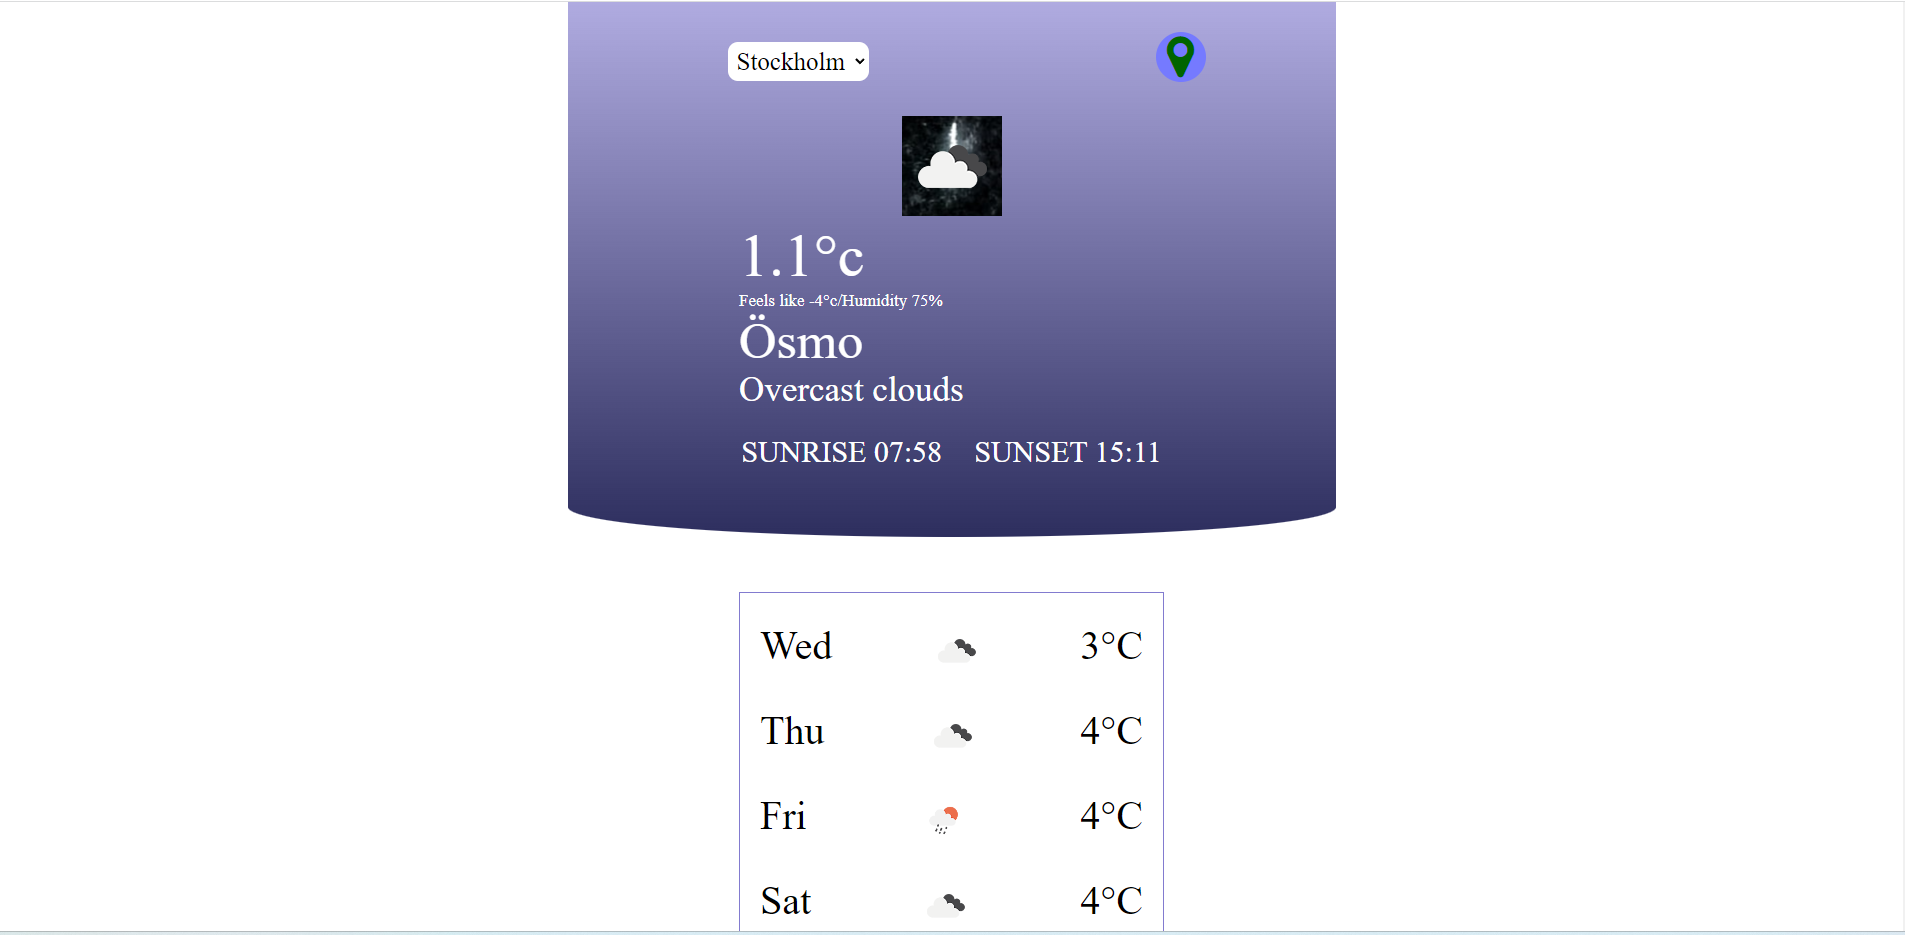 Stockholm
1.1°c
Feels like -4°c/Humidity 75%
Ösmo
Overcast clouds
SUNRISE 07:58 SUNSET 15:11
Wed 3°C
Thu 4°C
Fri 4°C
Sat 4°C